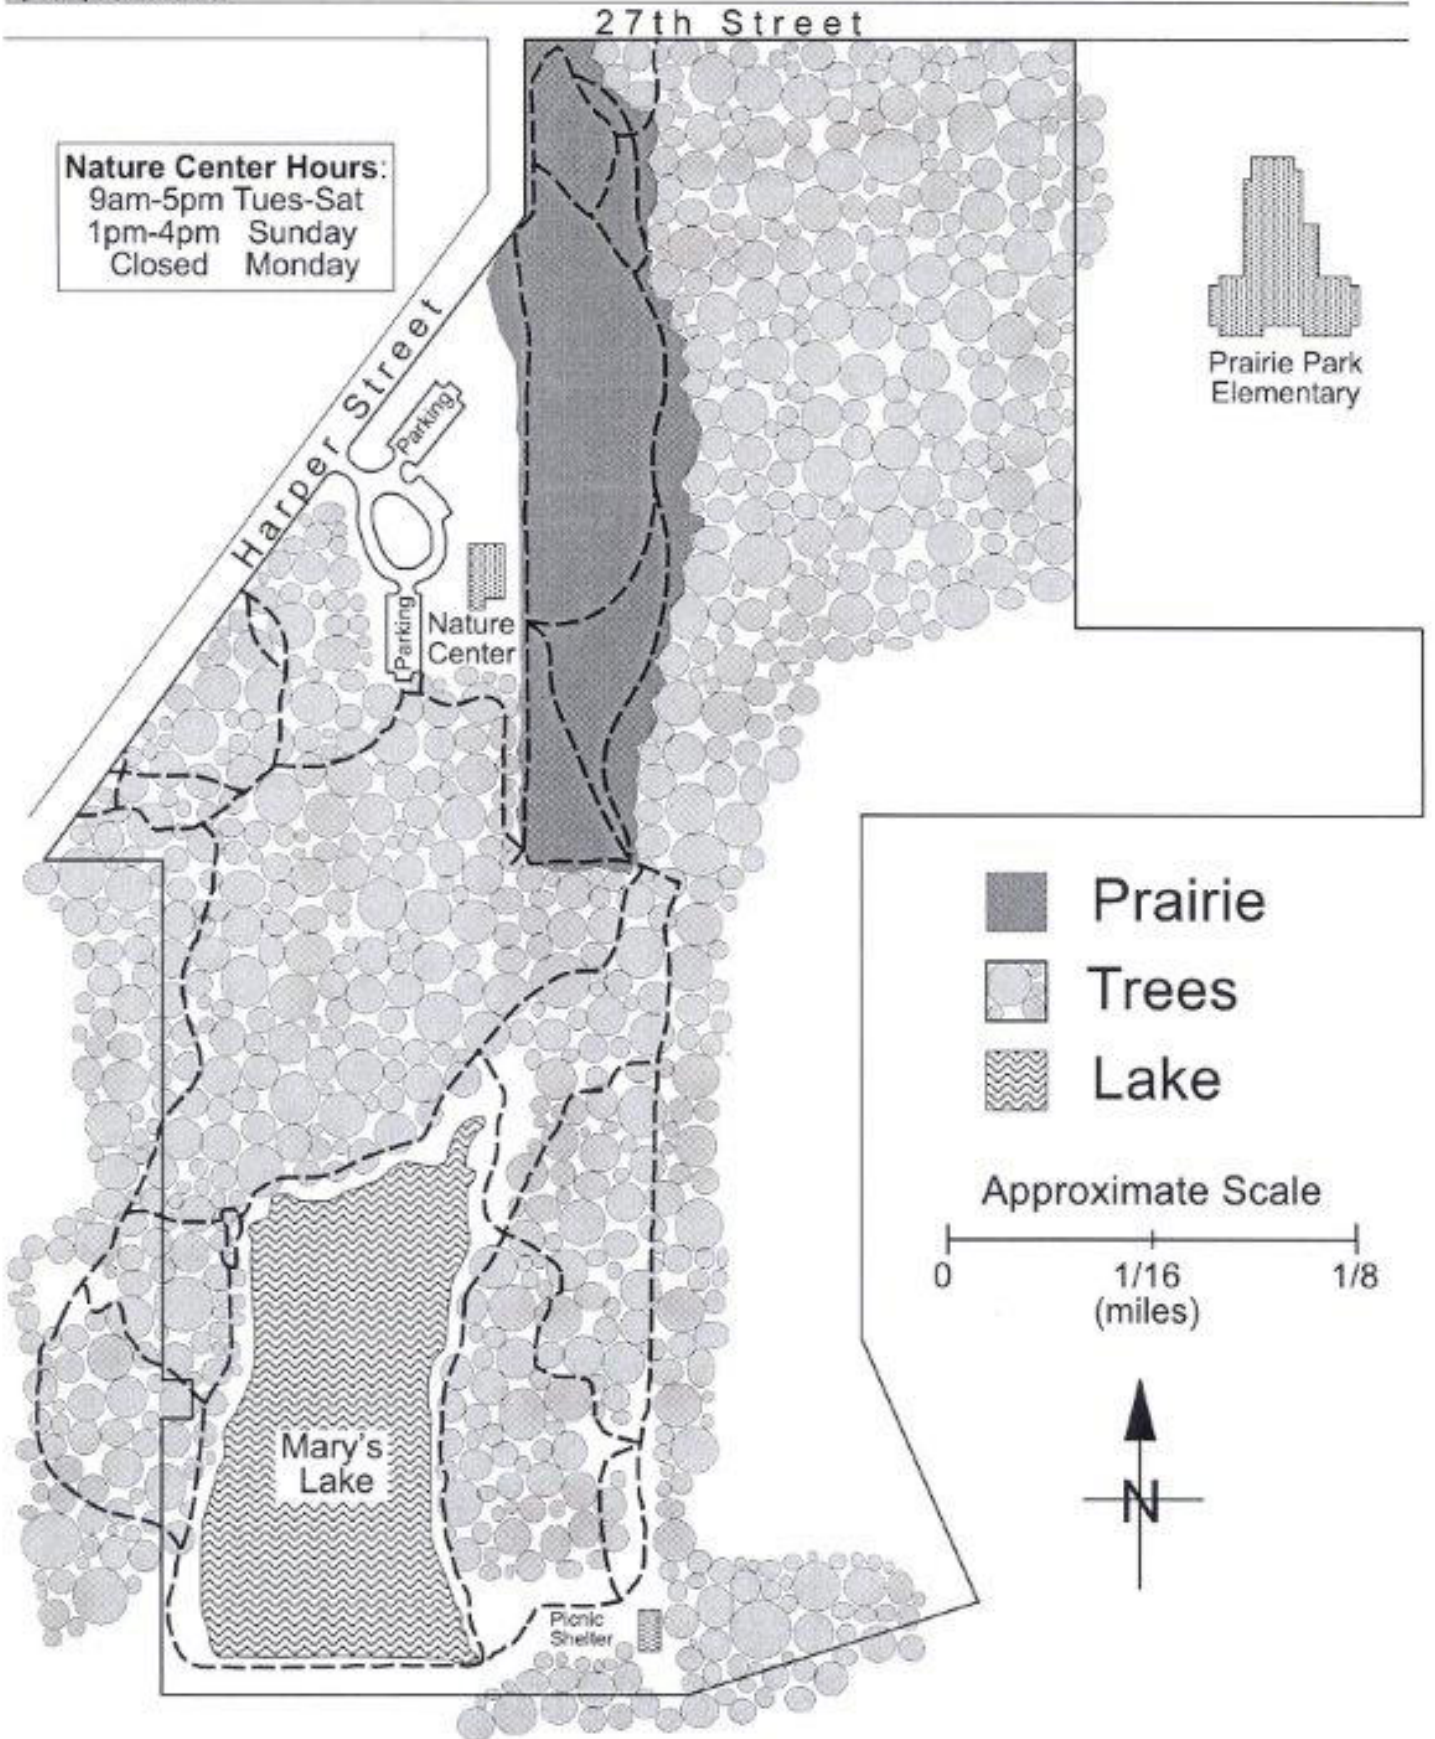 27th Street
Nature Center Hours:
9am-5pm Tues-Sat
1pm-4pm Sunday
Closed Monday
Harper Street
Parking
Prairie Park
Elementary
Parking
Nature
Center
Prairie
Trees
Lake
Approximate Scale
0 1/16 1/8
(miles)
N
Mary's
Lake
Picnic
Shelter